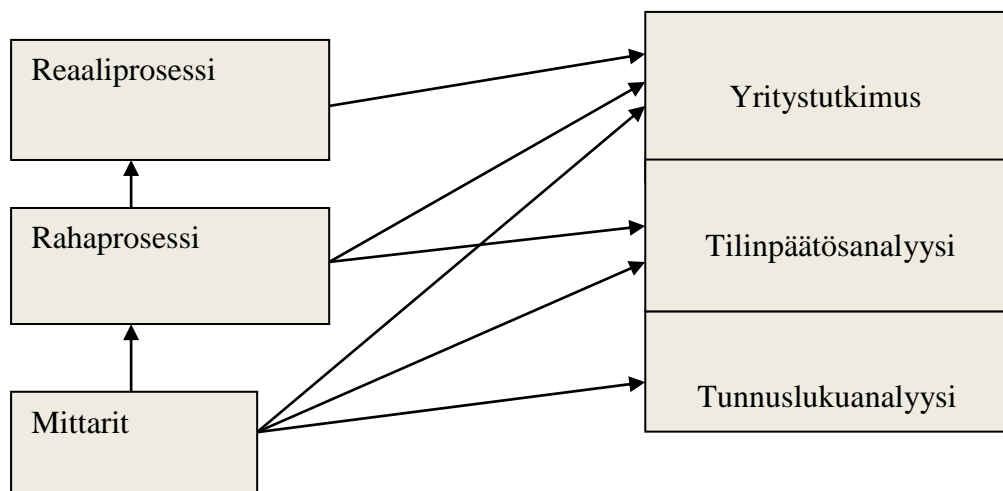 Reaaliprosessi
Rahaprosessi
Mittarit
Yritystutkimus
Tilinpäätösanalyysi
Tunnuslukuanalyysi